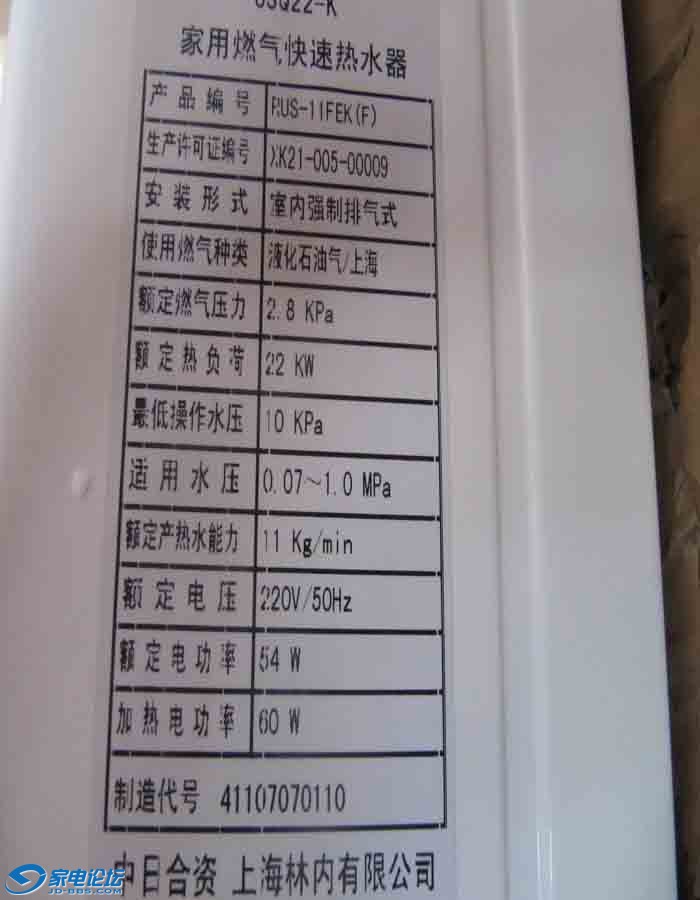 JSQ22-K
家用燃气快速热水器
产品编号 RUS-11FEK(F)
生产许可证编号 XK21-005-00009
安装形式 室内强制排气式
使用燃气种类 液化石油气/上海
额定燃气压力 2.8 KPa
额定热负荷 22 KW
最低操作水压 10 KPa
适用水压 0.07～1.0 MPa
额定产热水能力 11 Kg/min
额定电压 220V/50Hz
额定电功率 54 W
加热电功率 60 W
制造代号 41107070110
中日合资 上海林内有限公司
家电论坛
JD-BBS.COM